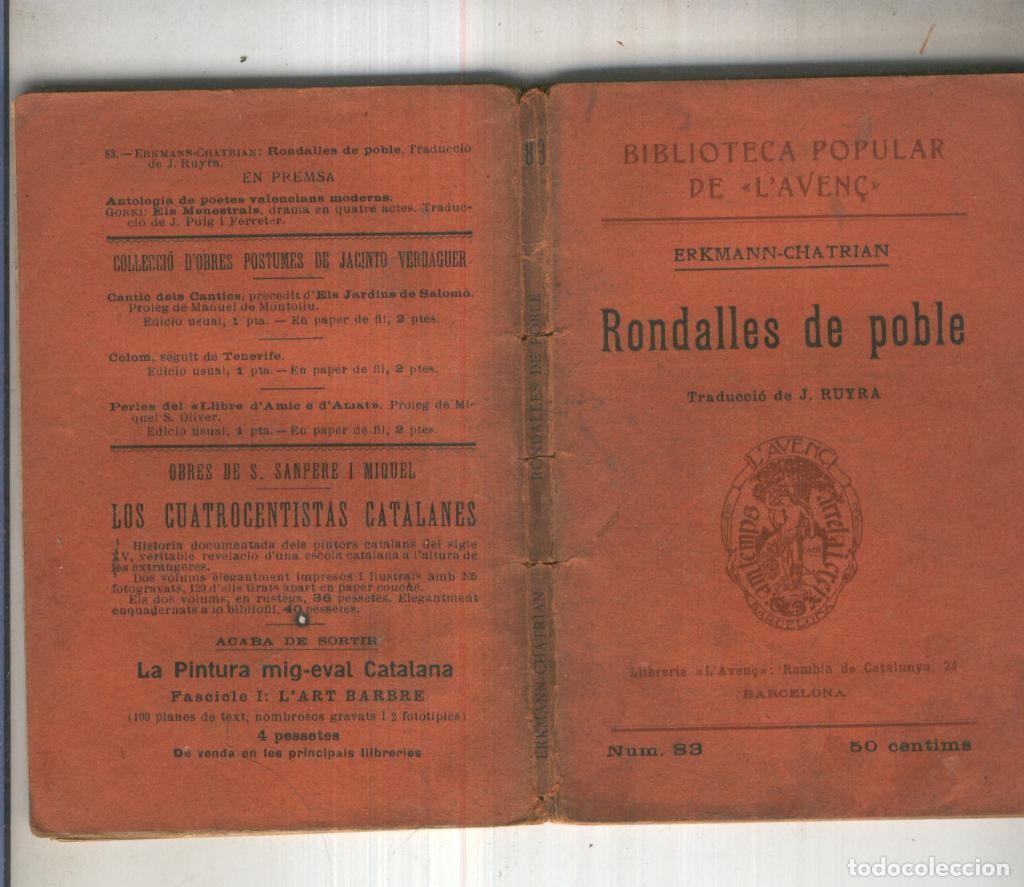 83.—ERKMANN-CHATRIAN: Rondalles de poble. Traducció
de J. Ruyra.
EN PREMSA
Antologia de poetes valencians moderns.
GORKI: Els Menestrals, drama en quatre actes. Traduc-
ció de J. Puig i Ferreter.
COLLECCIÓ D'OBRES POSTUMES DE JACINTO VERDAGUER
Cantic dels Cantics, precedit d'Els Jardins de Salomó.
Proleg de Manuel de Montoliu.
Edicio usual, 1 pta. — En paper de fil, 2 ptes.
Colom, seguit de Tenerife.
Edicio usual, 1 pta. — En paper de fil, 2 ptes.
Perles del «Llibre d'Amic e d'Amat». Proleg de Mi-
quel S. Oliver.
Edició usual, 1 pta. — En paper de fil, 2 ptes.
OBRES DE S. SANPERE I MIQUEL
LOS CUATROCENTISTAS CATALANES
Historia documentada dels pintors catalans del sigle
XV, veritable revelació d'una escola catalana a l'altura de
les extrangeres.
Dos volums elegantment impresos i ilustrats amb 205
fotogravats, 120 d'ells tirats apart en paper couché.
Els dos volums, en rustega, 36 pessetes. Elegantment
enquadernats a lo bibliofil, 40 pessetes.
ACABA DE SORTIR
La Pintura mig-eval Catalana
Fascicle I: L'ART BARBRE
(100 planes de text, nombrosos gravats i 2 fototipies)
4 pessetes
De venda en les principals llibreries
83
RONDALLES DE POBLE
ERKMANN-CHATRIAN
BIBLIOTECA POPULAR
DE «L'AVENÇ»
ERKMANN-CHATRIAN
Rondalles de poble
Traducció de J. RUYRA
L'AVENÇ
BARCELONA
Llibreria «L'Avenç»: Rambla de Catalunya, 24
BARCELONA
Num. 83 50 centims
todocoleccion